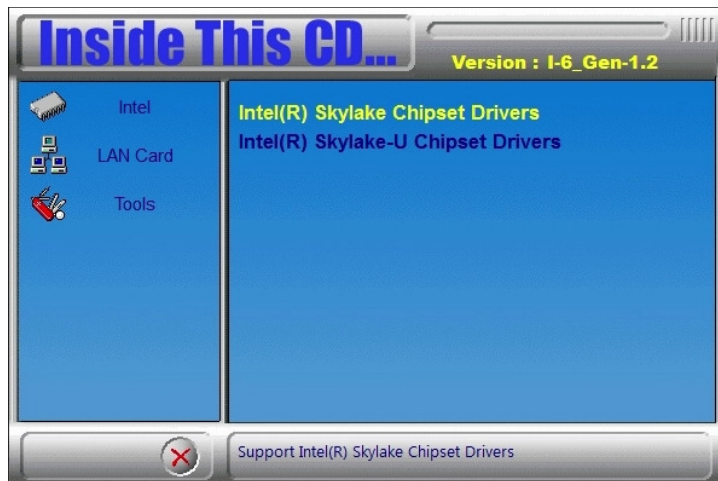 Inside This CD...
Version : I-6_Gen-1.2
Intel
LAN Card
Tools
Intel(R) Skylake Chipset Drivers
Intel(R) Skylake-U Chipset Drivers
Support Intel(R) Skylake Chipset Drivers